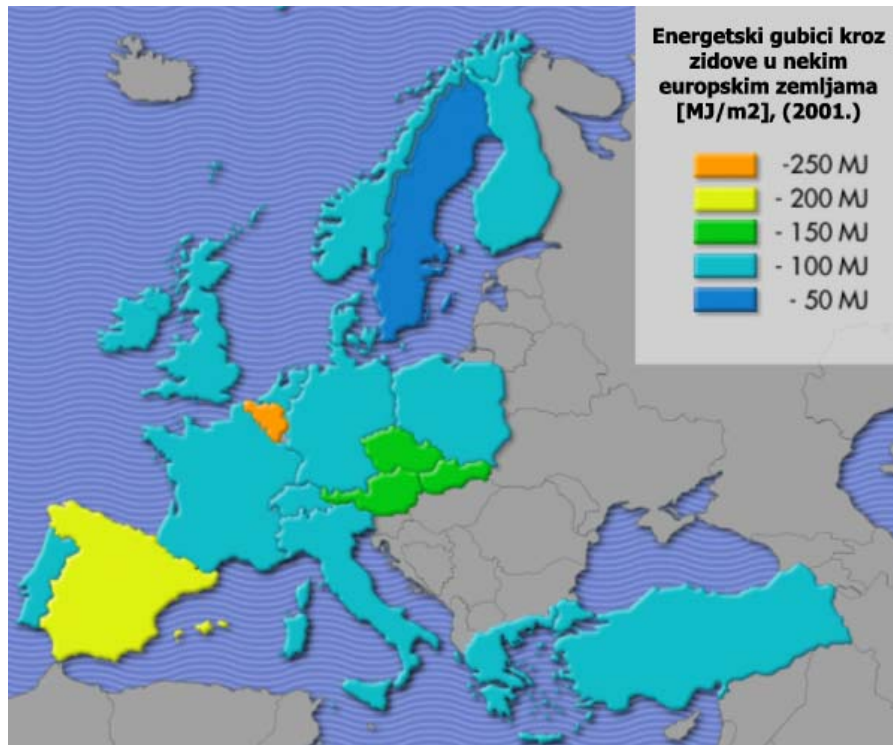 Energetski gubici kroz
zidove u nekim
europskim zemljama
[MJ/m2], (2001.)
-250 MJ
- 200 MJ
- 150 MJ
- 100 MJ
- 50 MJ